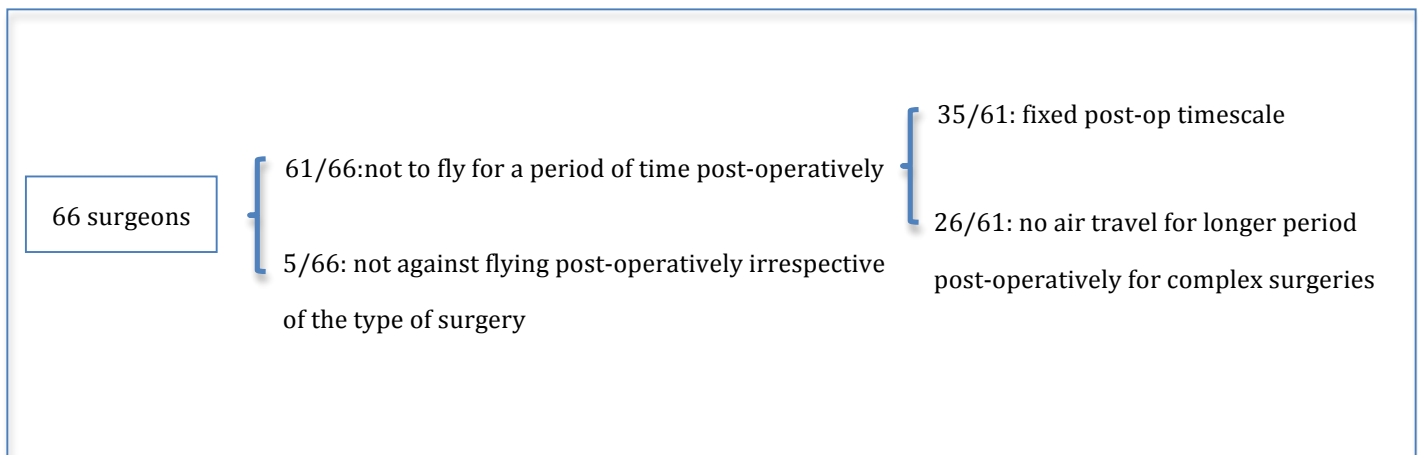 66 surgeons
61/66:not to fly for a period of time post-operatively
5/66: not against flying post-operatively irrespective
of the type of surgery
35/61: fixed post-op timescale
26/61: no air travel for longer period
post-operatively for complex surgeries